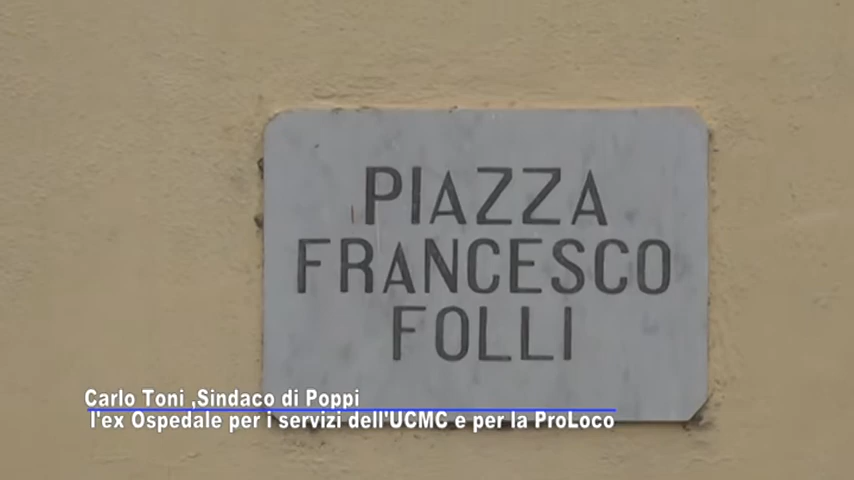 PIAZZA
FRANCESCO
FOLLI
Carlo Toni ,Sindaco di Poppi
l'ex Ospedale per i servizi dell'UCMC e per la ProLoco